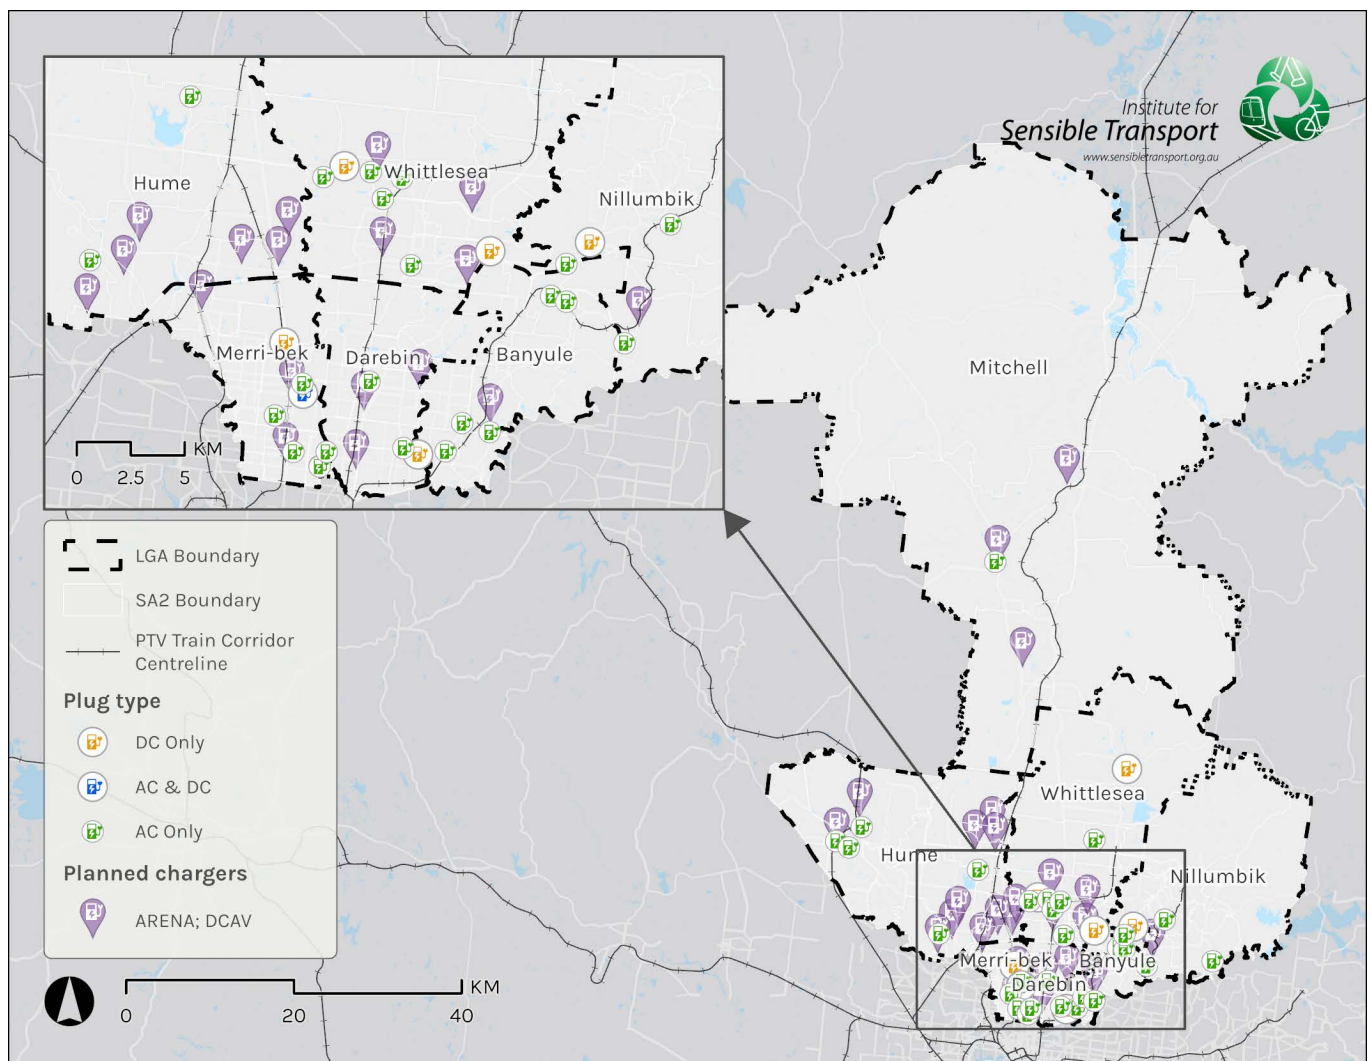 Institute for
Sensible Transport
www.sensibletransport.org.au
Hume
Whittlesea
Nillumbik
Merri-bek
Darebin
Banyule
KM
0 2.5 5
Mitchell
LGA Boundary
SA2 Boundary
PTV Train Corridor
Centreline
Plug type
DC Only
AC & DC
AC Only
Planned chargers
ARENA; DCAV
Whittlesea
Hume
Nillumbik
Merri-bek
Banyule
Darebin
KM
0 20 40